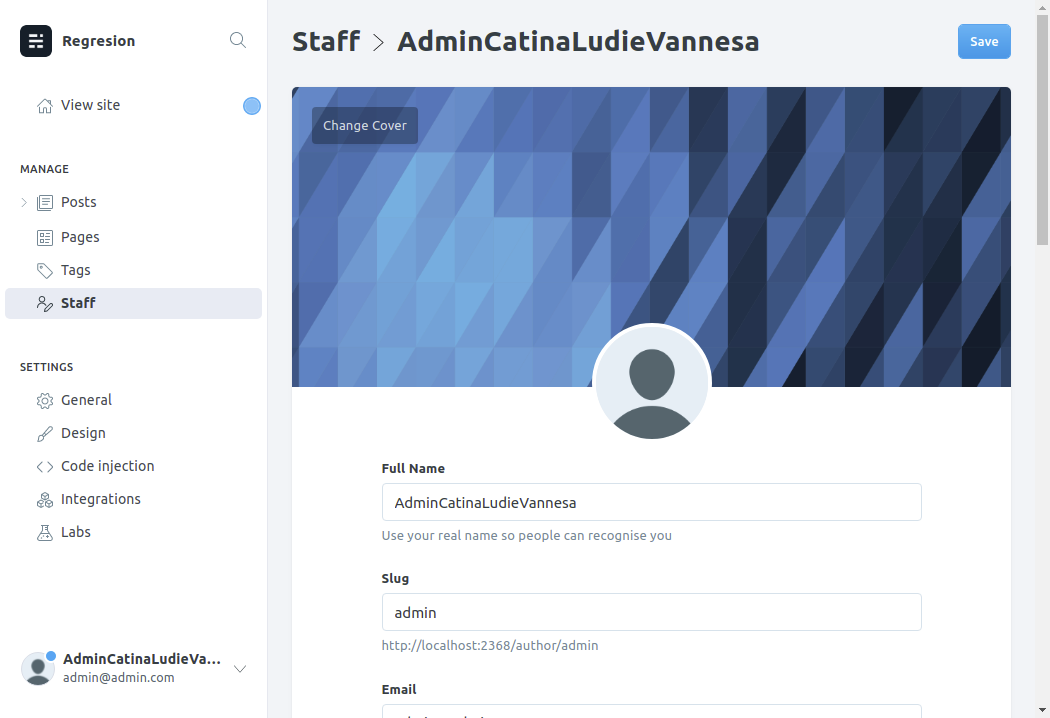 Regresion
View site
MANAGE
Posts
Pages
Tags
Staff
SETTINGS
General
Design
Code injection
Integrations
Labs
AdminCatinaLudieVa...
admin@admin.com
Staff > AdminCatinaLudieVannesa
Save
Change Cover
Full Name
AdminCatinaLudieVannesa
Use your real name so people can recognise you
Slug
admin
http://localhost:2368/author/admin
Email